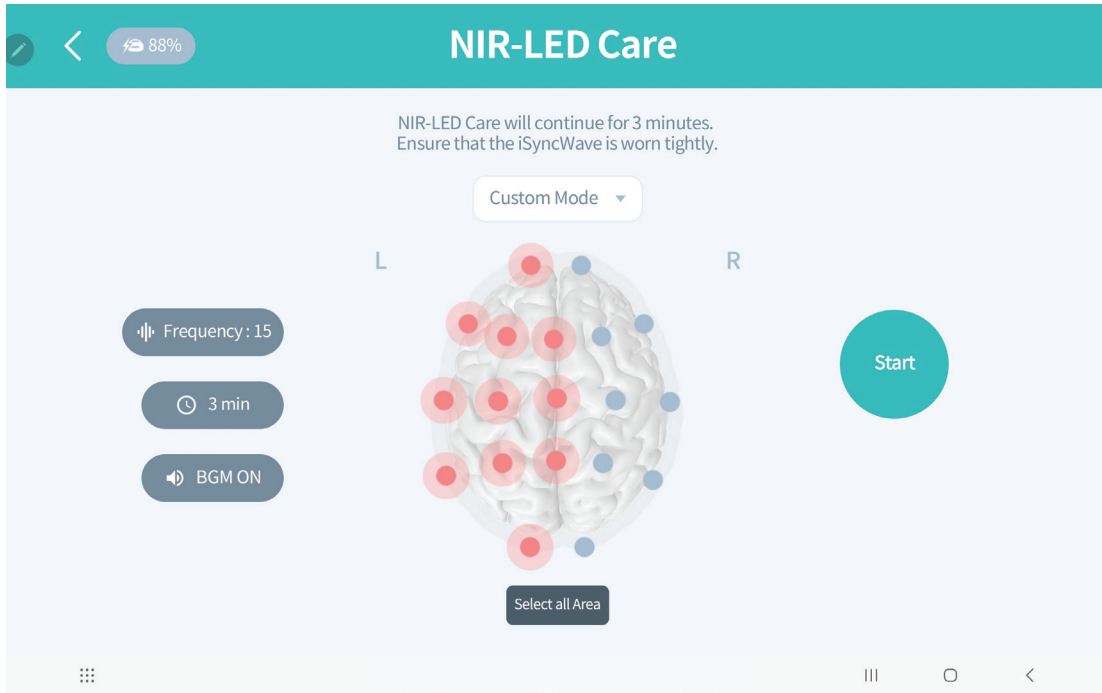 88%
NIR-LED Care
NIR-LED Care will continue for 3 minutes.
Ensure that the iSyncWave is worn tightly.
Custom Mode
L
R
Frequency : 15
3 min
BGM ON
Start
Select all Area